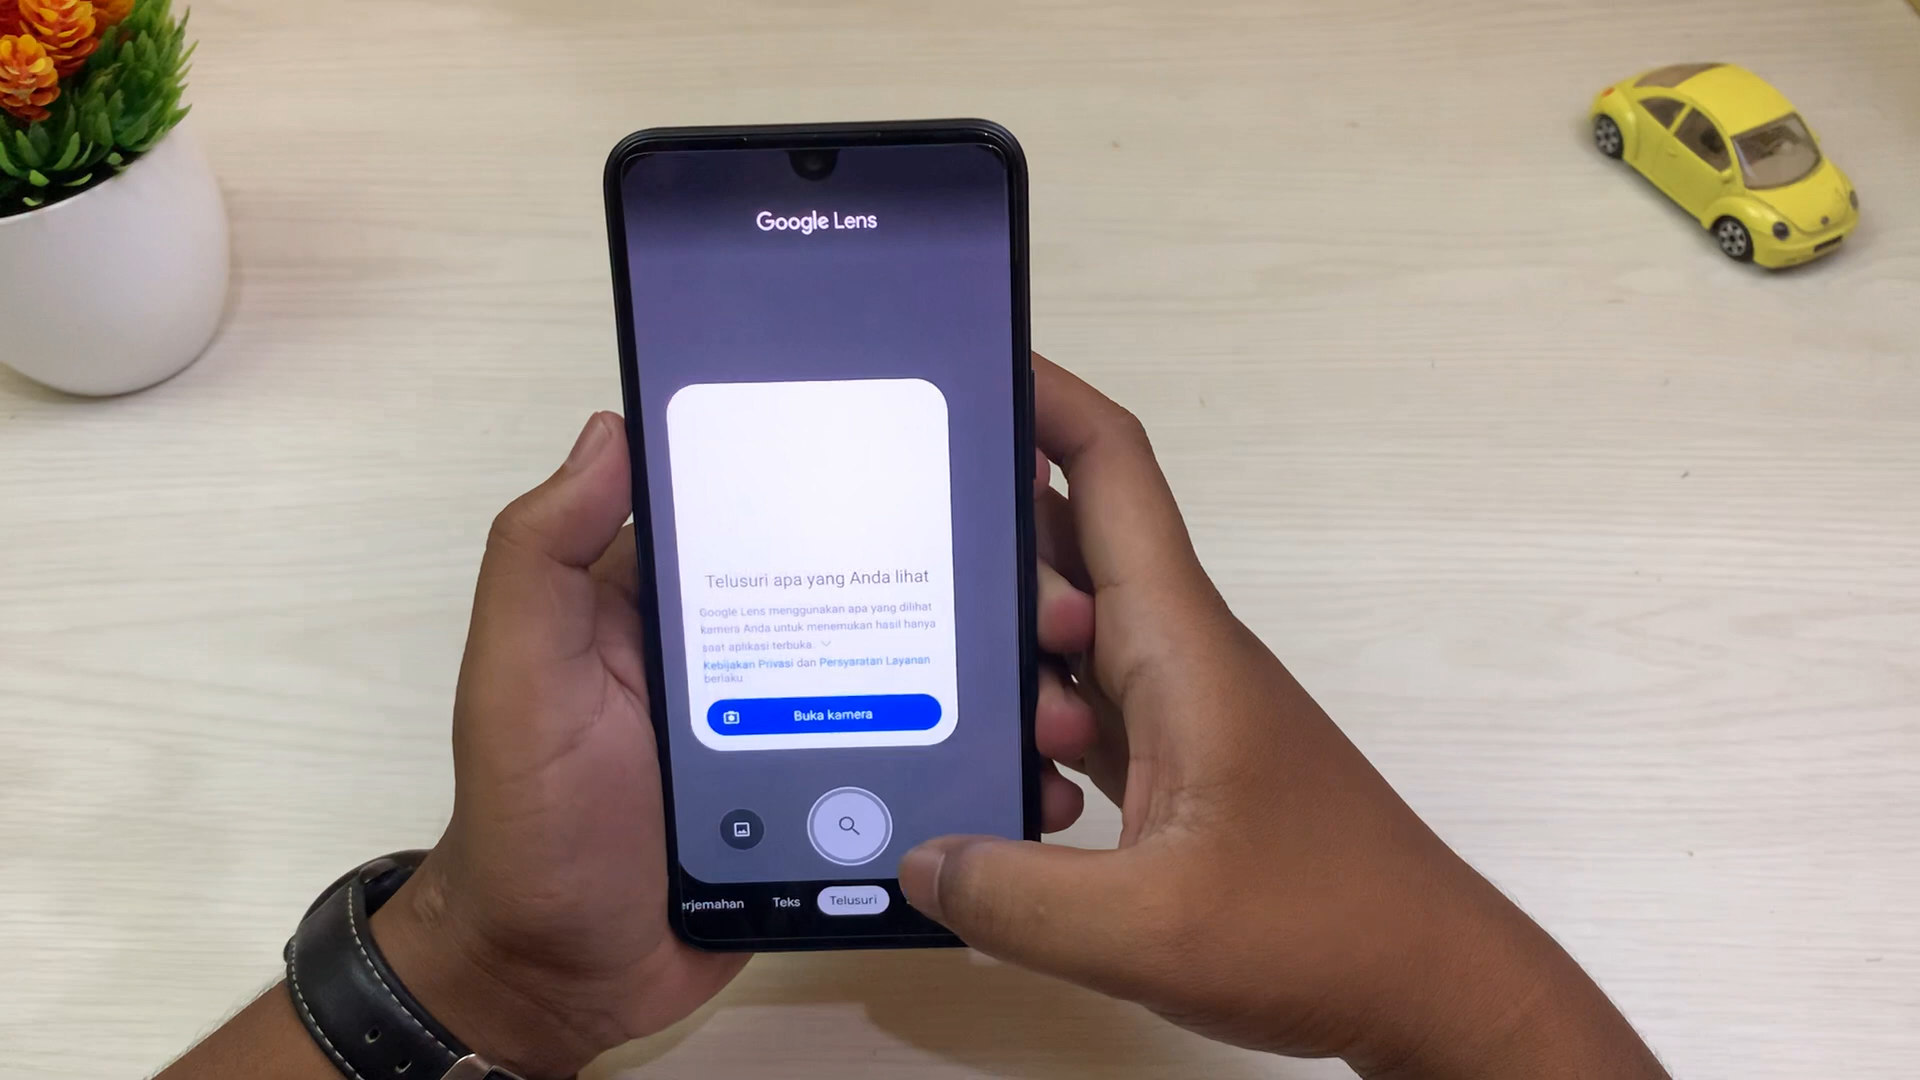 Google Lens
Telusuri apa yang Anda lihat
Google Lens menggunakan apa yang dilihat
kamera Anda untuk menemukan hasil hanya
saat aplikasi terbuka.
Kebijakan Privasi dan Persyaratan Layanan
berlaku
Buka kamera
erjemahan Teks Telusuri